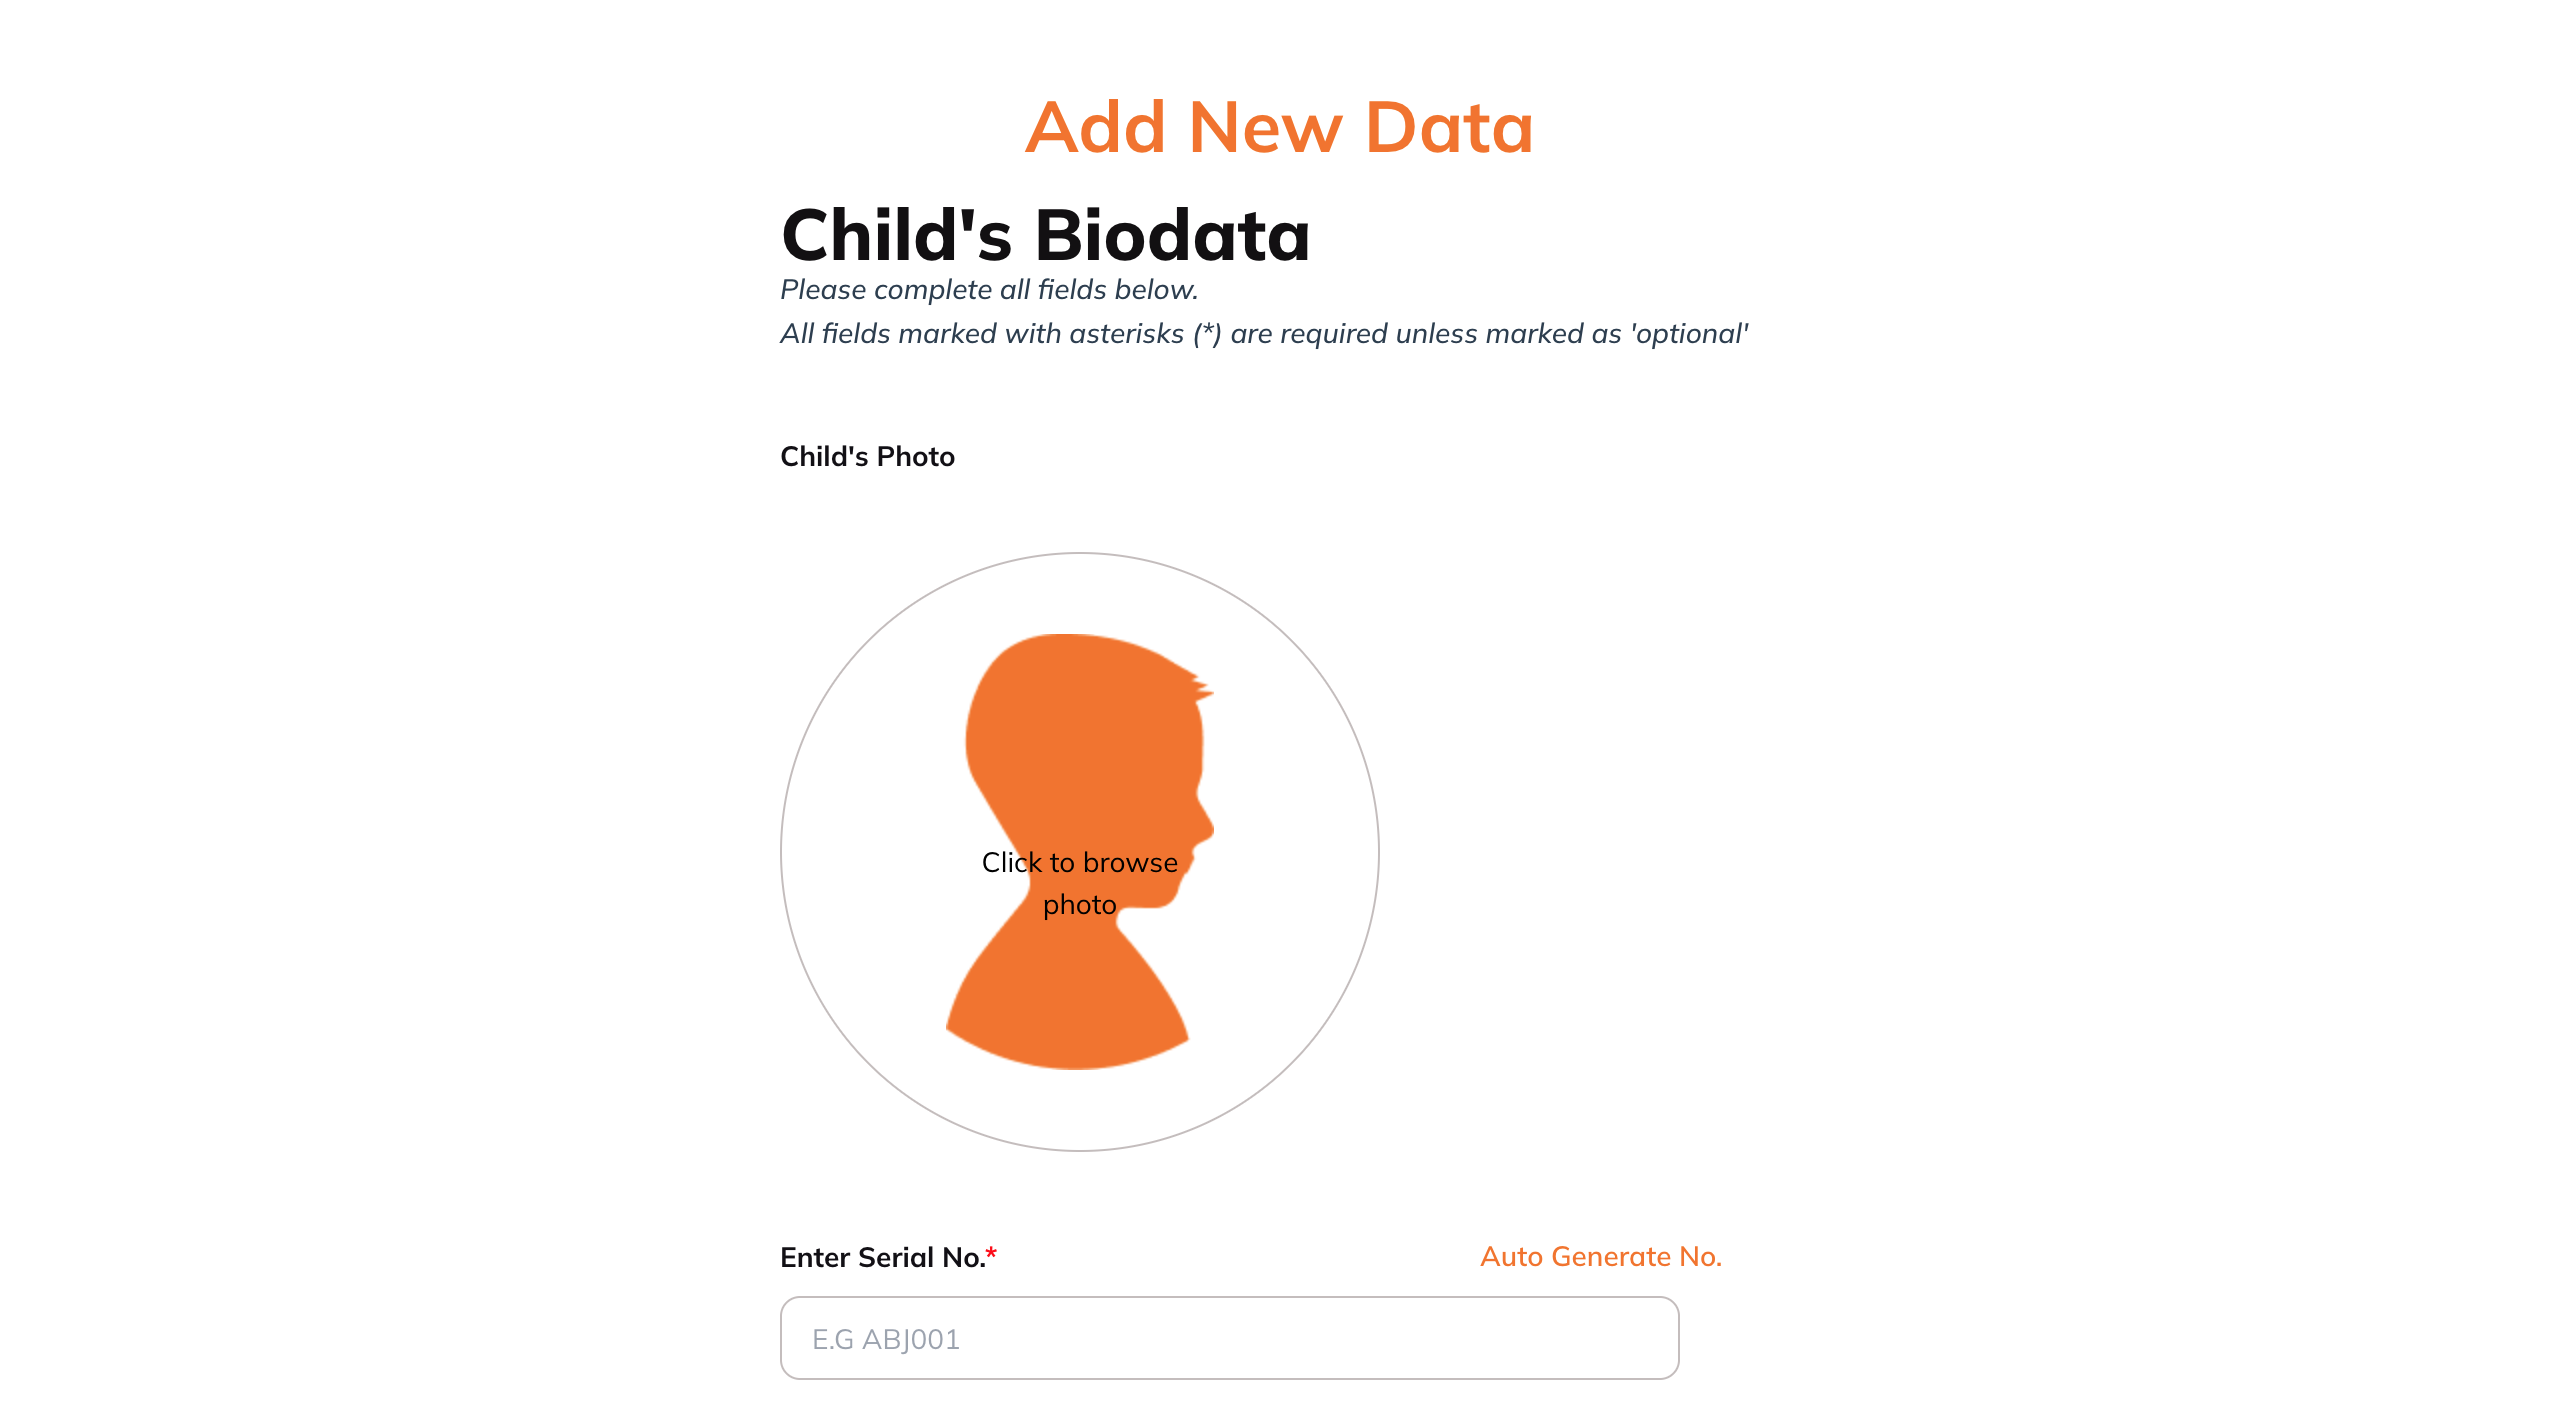 Add New Data
Child's Biodata
Please complete all fields below.
All fields marked with asterisks (*) are required unless marked as 'optional'
Child's Photo
Click to browse
photo
Enter Serial No.*
Auto Generate No.
E.G ABJ001